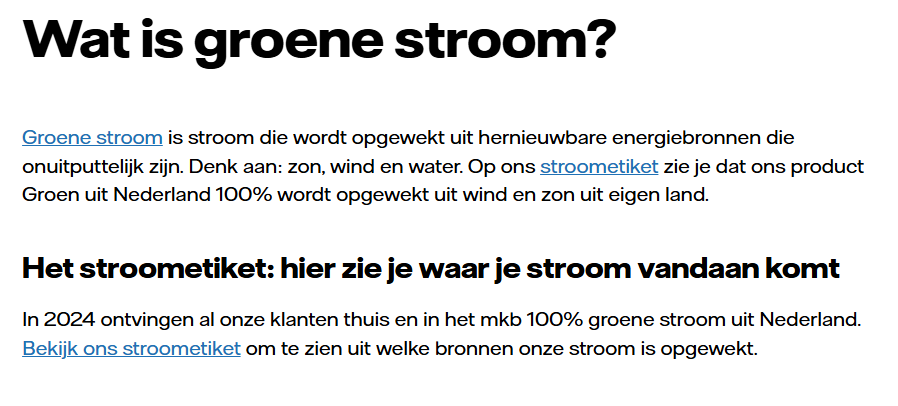 Wat is groene stroom?
Groene stroom is stroom die wordt opgewekt uit hernieuwbare energiebronnen die
onuitputtelijk zijn. Denk aan: zon, wind en water. Op ons stroometiket zie je dat ons product
Groen uit Nederland 100% wordt opgewekt uit wind en zon uit eigen land.
Het stroometiket: hier zie je waar je stroom vandaan komt
In 2024 ontvingen al onze klanten thuis en in het mkb 100% groene stroom uit Nederland.
Bekijk ons stroometiket om te zien uit welke bronnen onze stroom is opgewekt.